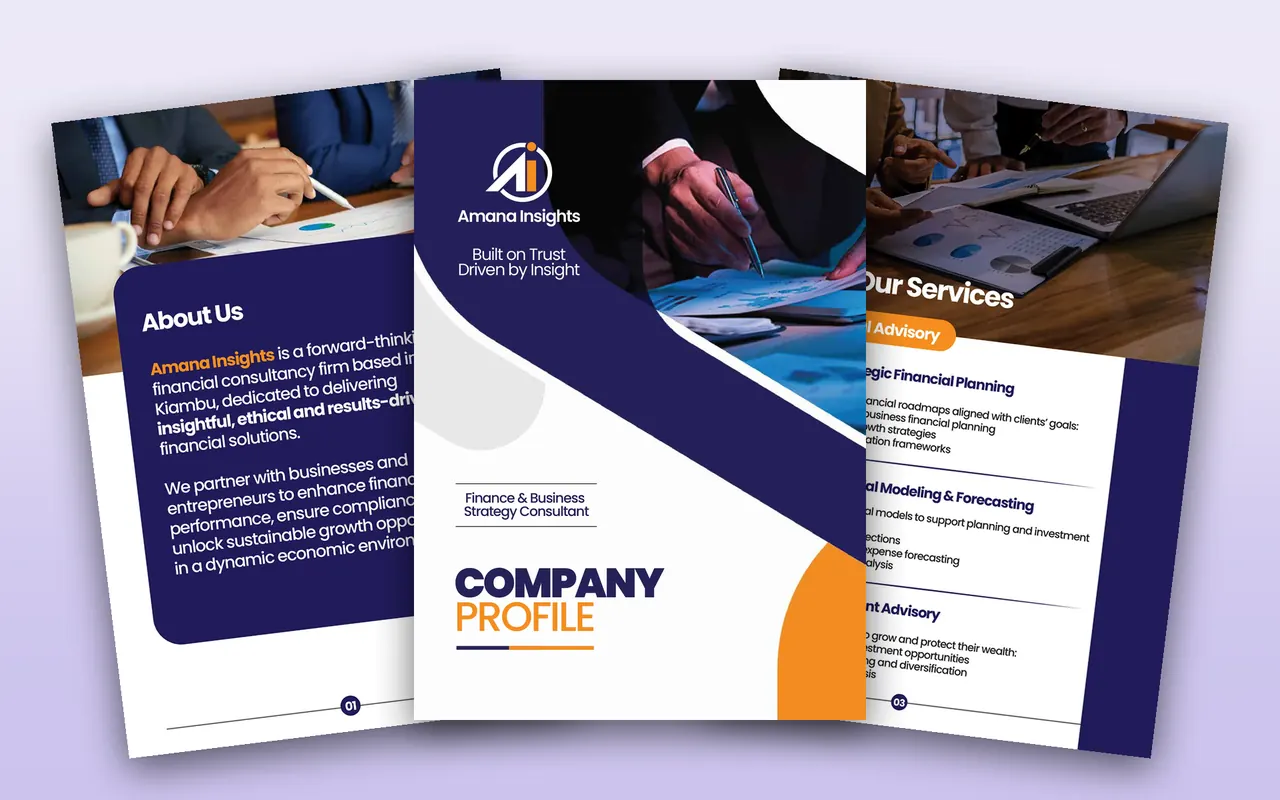 About Us
Amana Insights is a forward-thinki
financial consultancy firm based in
Kiambu, dedicated to delivering
insightful, ethical and results-driv
financial solutions.
We partner with businesses and
entrepreneurs to enhance financ
performance, ensure complianc
unlock sustainable growth oppo
in a dynamic economic environ
01
Ai
Amana Insights
Built on Trust
Driven by Insight
Finance & Business
Strategy Consultant
COMPANY
PROFILE
Our Services
l Advisory
egic Financial Planning
ancial roadmaps aligned with clients' goals:
business financial planning
wth strategies
ation frameworks
al Modeling & Forecasting
al models to support planning and investment
ections
expense forecasting
alysis
nt Advisory
o grow and protect their wealth:
estment opportunities
ng and diversification
sis
03